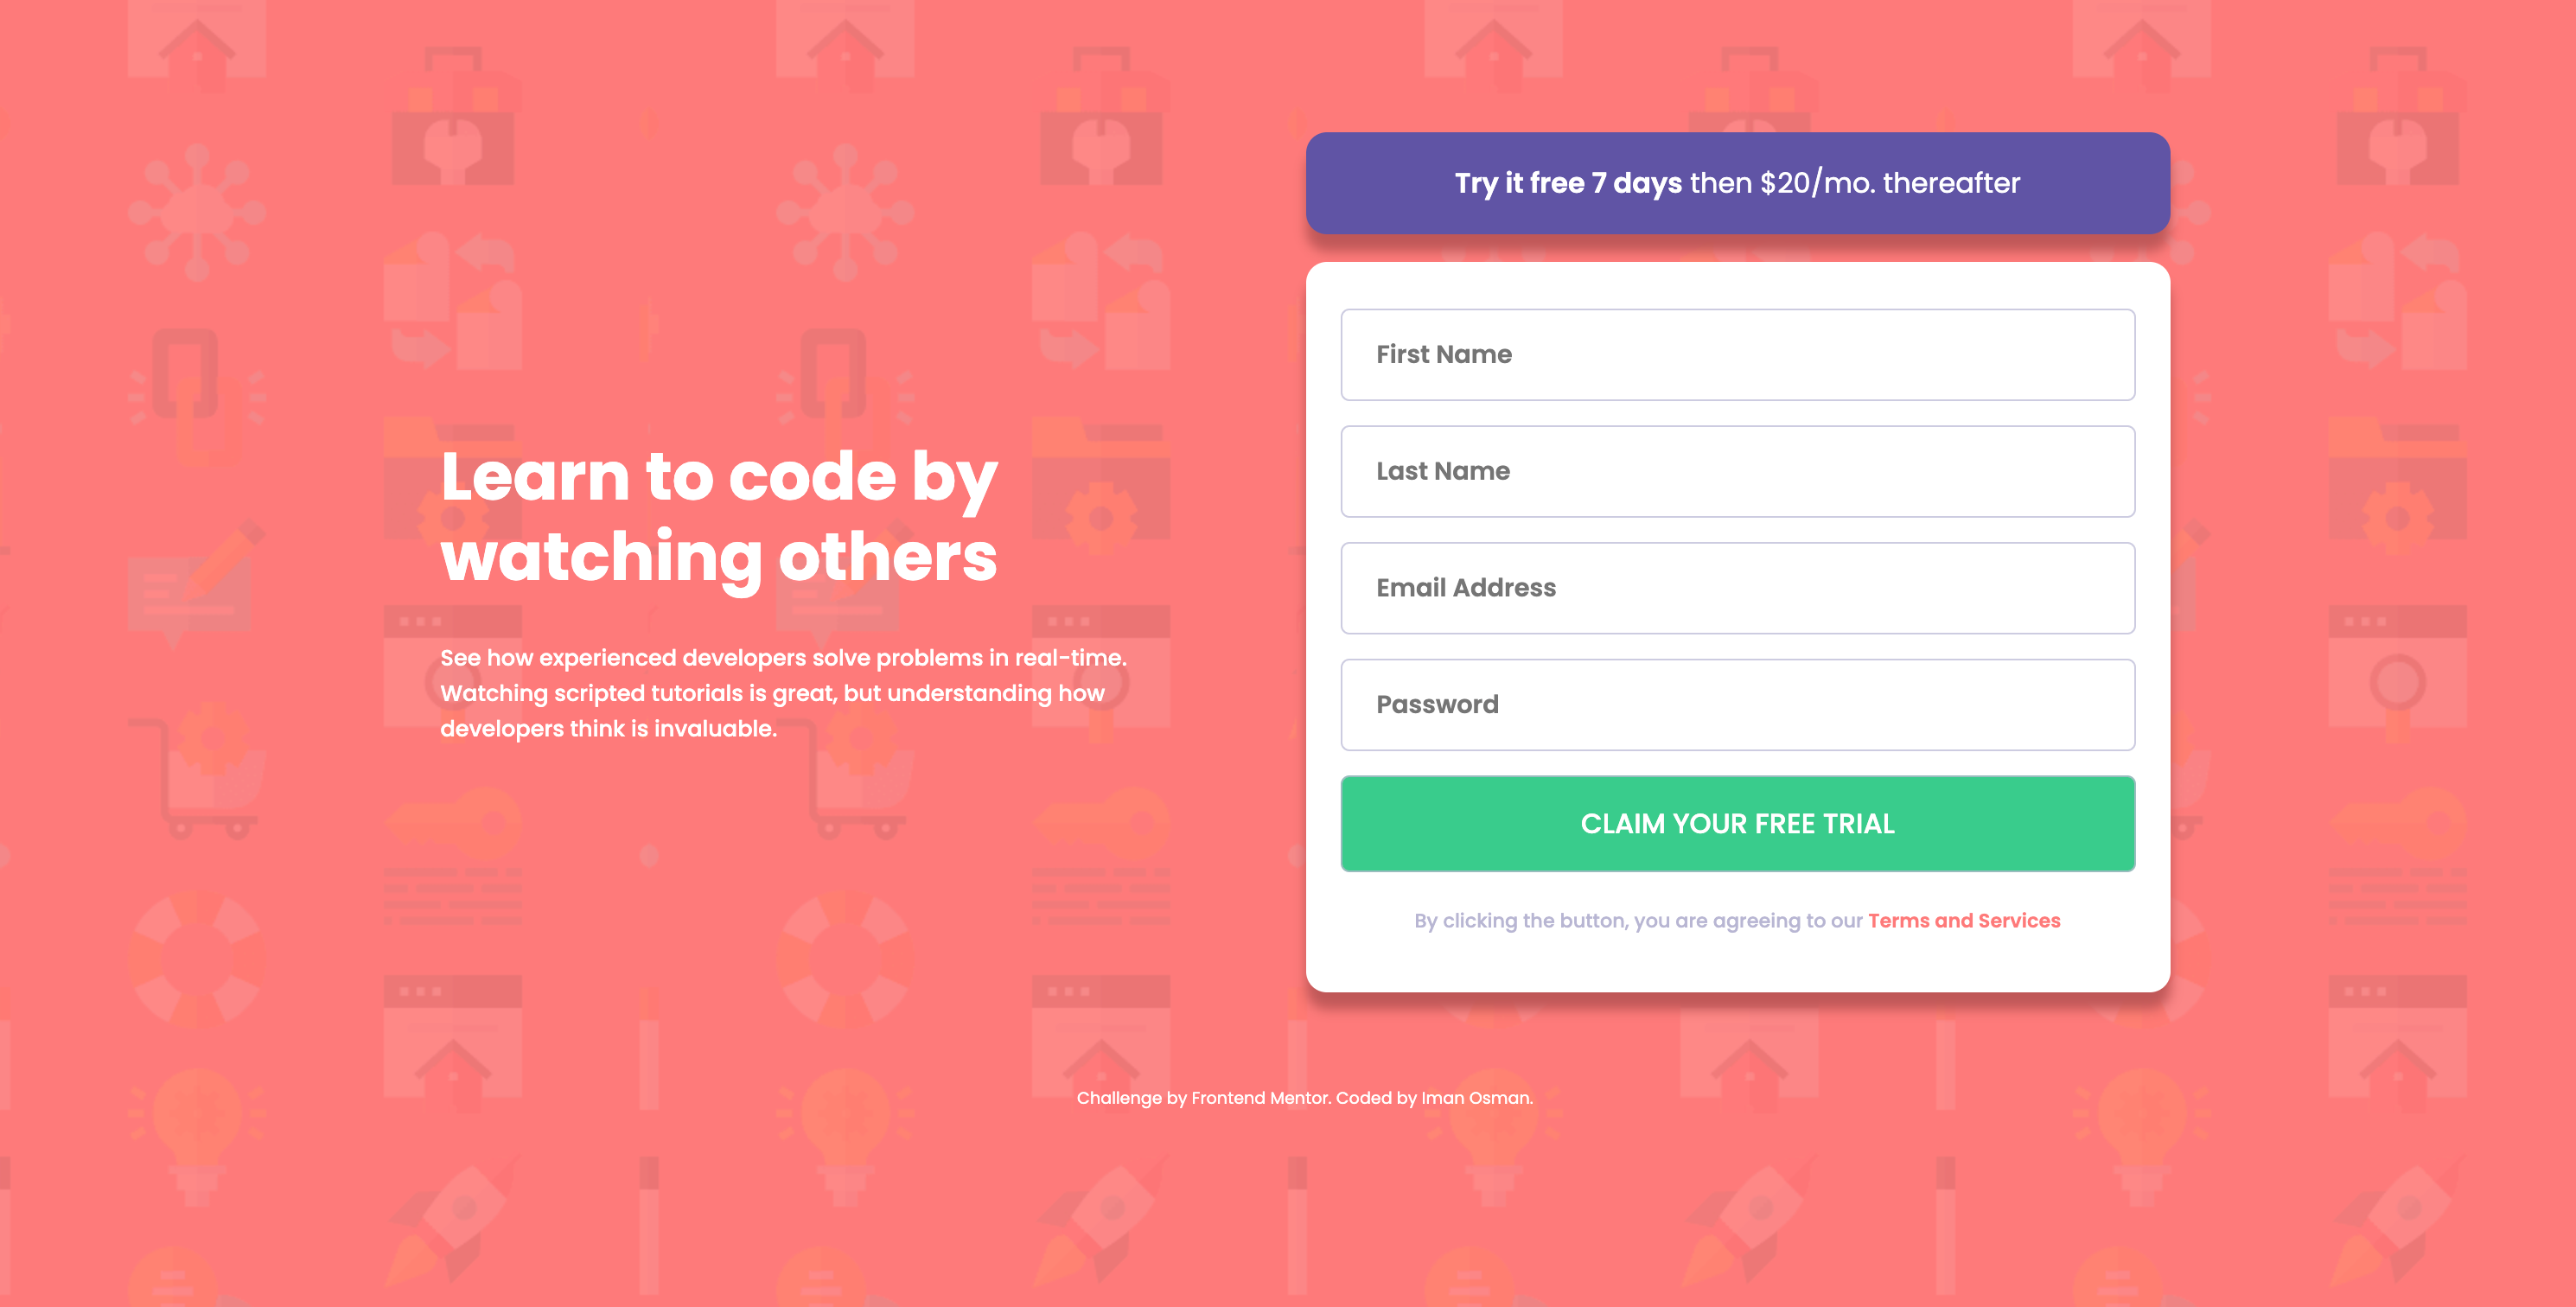 Learn to code by
watching others
See how experienced developers solve problems in real-time.
Watching scripted tutorials is great, but understanding how
developers think is invaluable.
Try it free 7 days then $20/mo. thereafter
First Name
Last Name
Email Address
Password
CLAIM YOUR FREE TRIAL
By clicking the button, you are agreeing to our Terms and Services
Challenge by Frontend Mentor. Coded by Iman Osman.